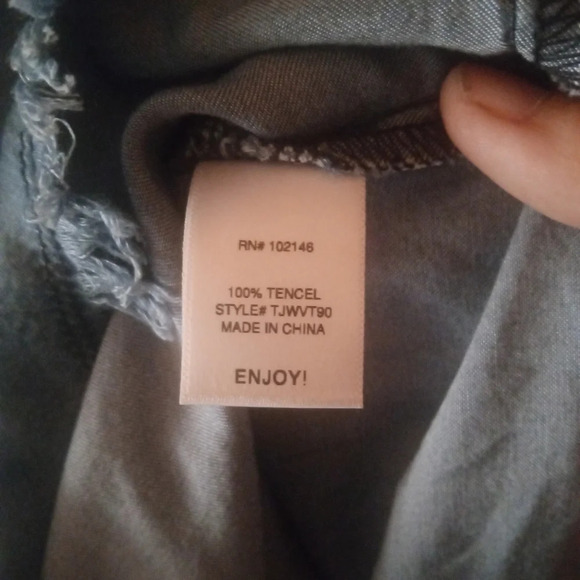 RN# 102146
100% TENCEL
STYLE# TJWVT90
MADE IN CHINA
ENJOY!